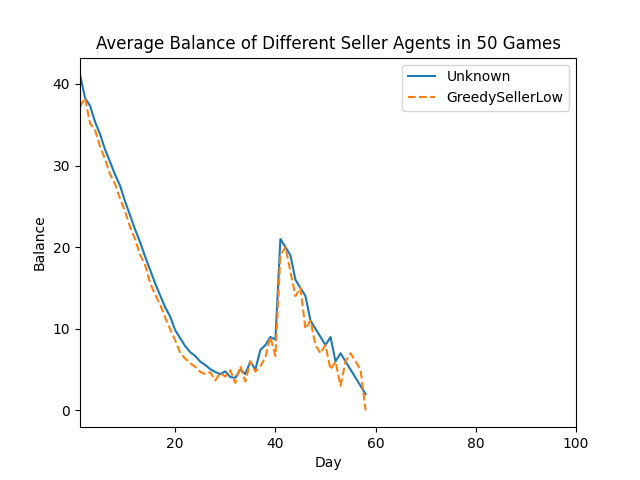 Average Balance of Different Seller Agents in 50 Games
Unknown
GreedySellerLow
40
30
20
10
0
Balance
20 40 60 80 100
Day